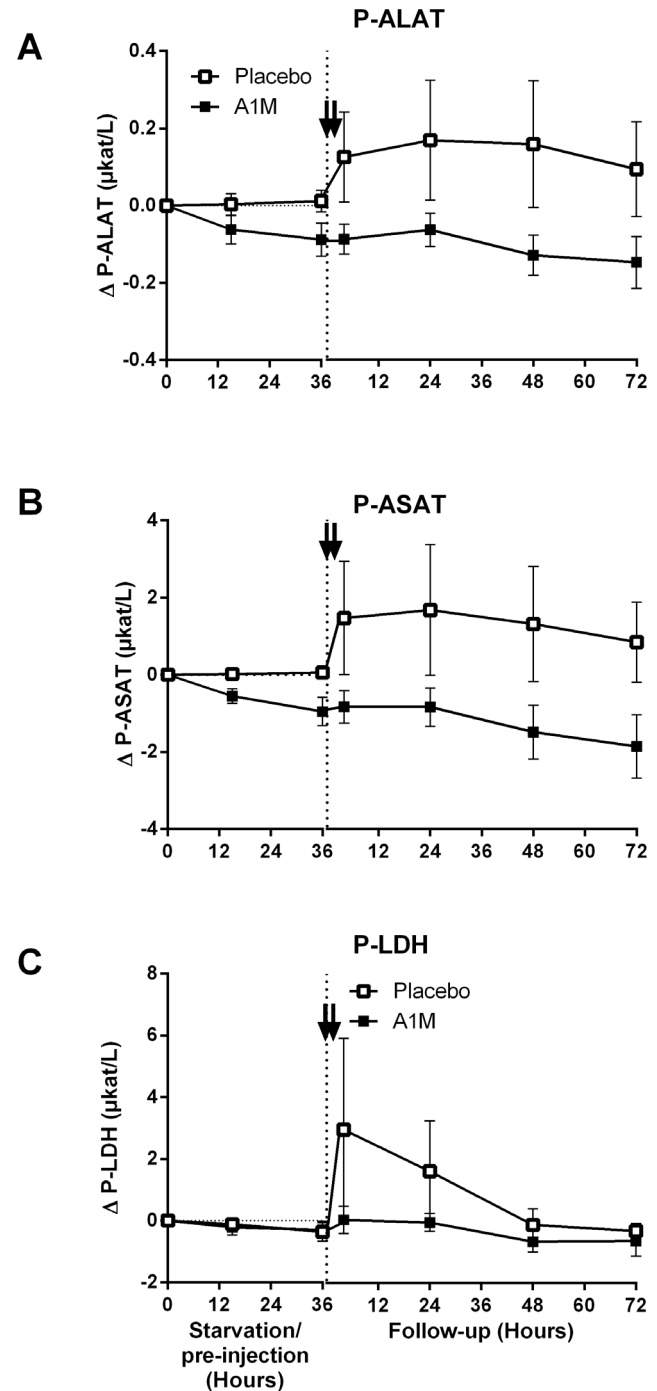 P-ALAT
A
Placebo
A1M
Δ P-ALAT (μkat/L)
0.4
0.2
0.0
-0.2
-0.4
0 12 24 36 12 24 36 48 60 72
B
P-ASAT
Δ P-ASAT (μkat/L)
4
2
0
-2
-4
0 12 24 36 12 24 36 48 60 72
C
P-LDH
Placebo
A1M
Δ P-LDH (μkat/L)
8
6
4
2
0
-2
0 12 24 36 12 24 36 48 60 72
Starvation/
pre-injection
(Hours)
Follow-up (Hours)